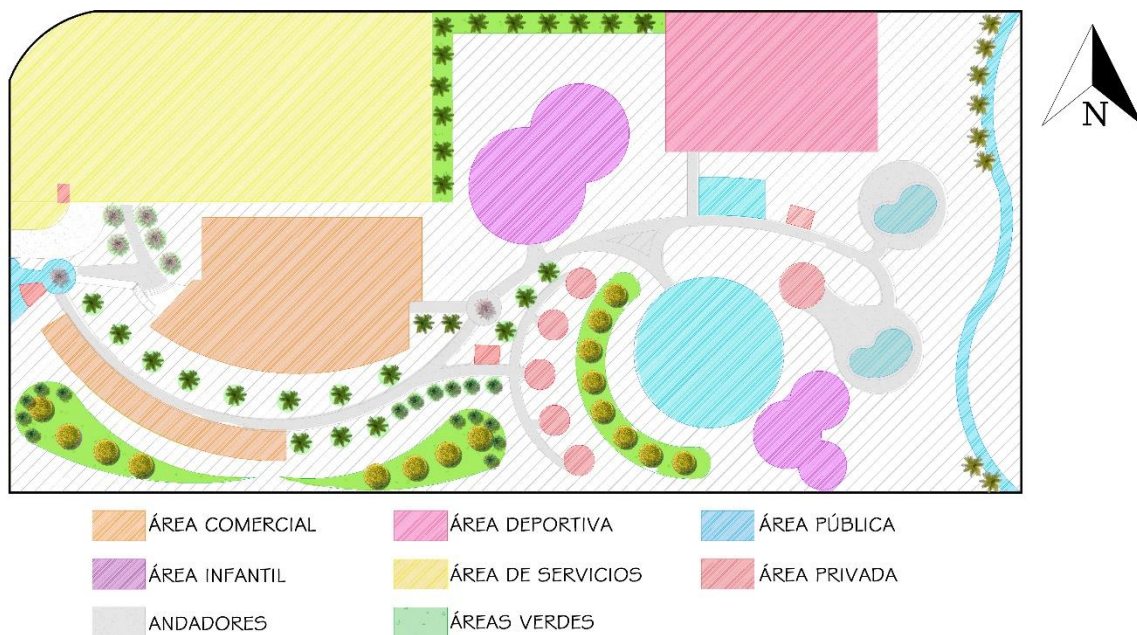 N
ÁREA COMERCIAL
ÁREA DEPORTIVA
ÁREA PÚBLICA
ÁREA INFANTIL
ÁREA DE SERVICIOS
ÁREA PRIVADA
ANDADORES
ÁREAS VERDES